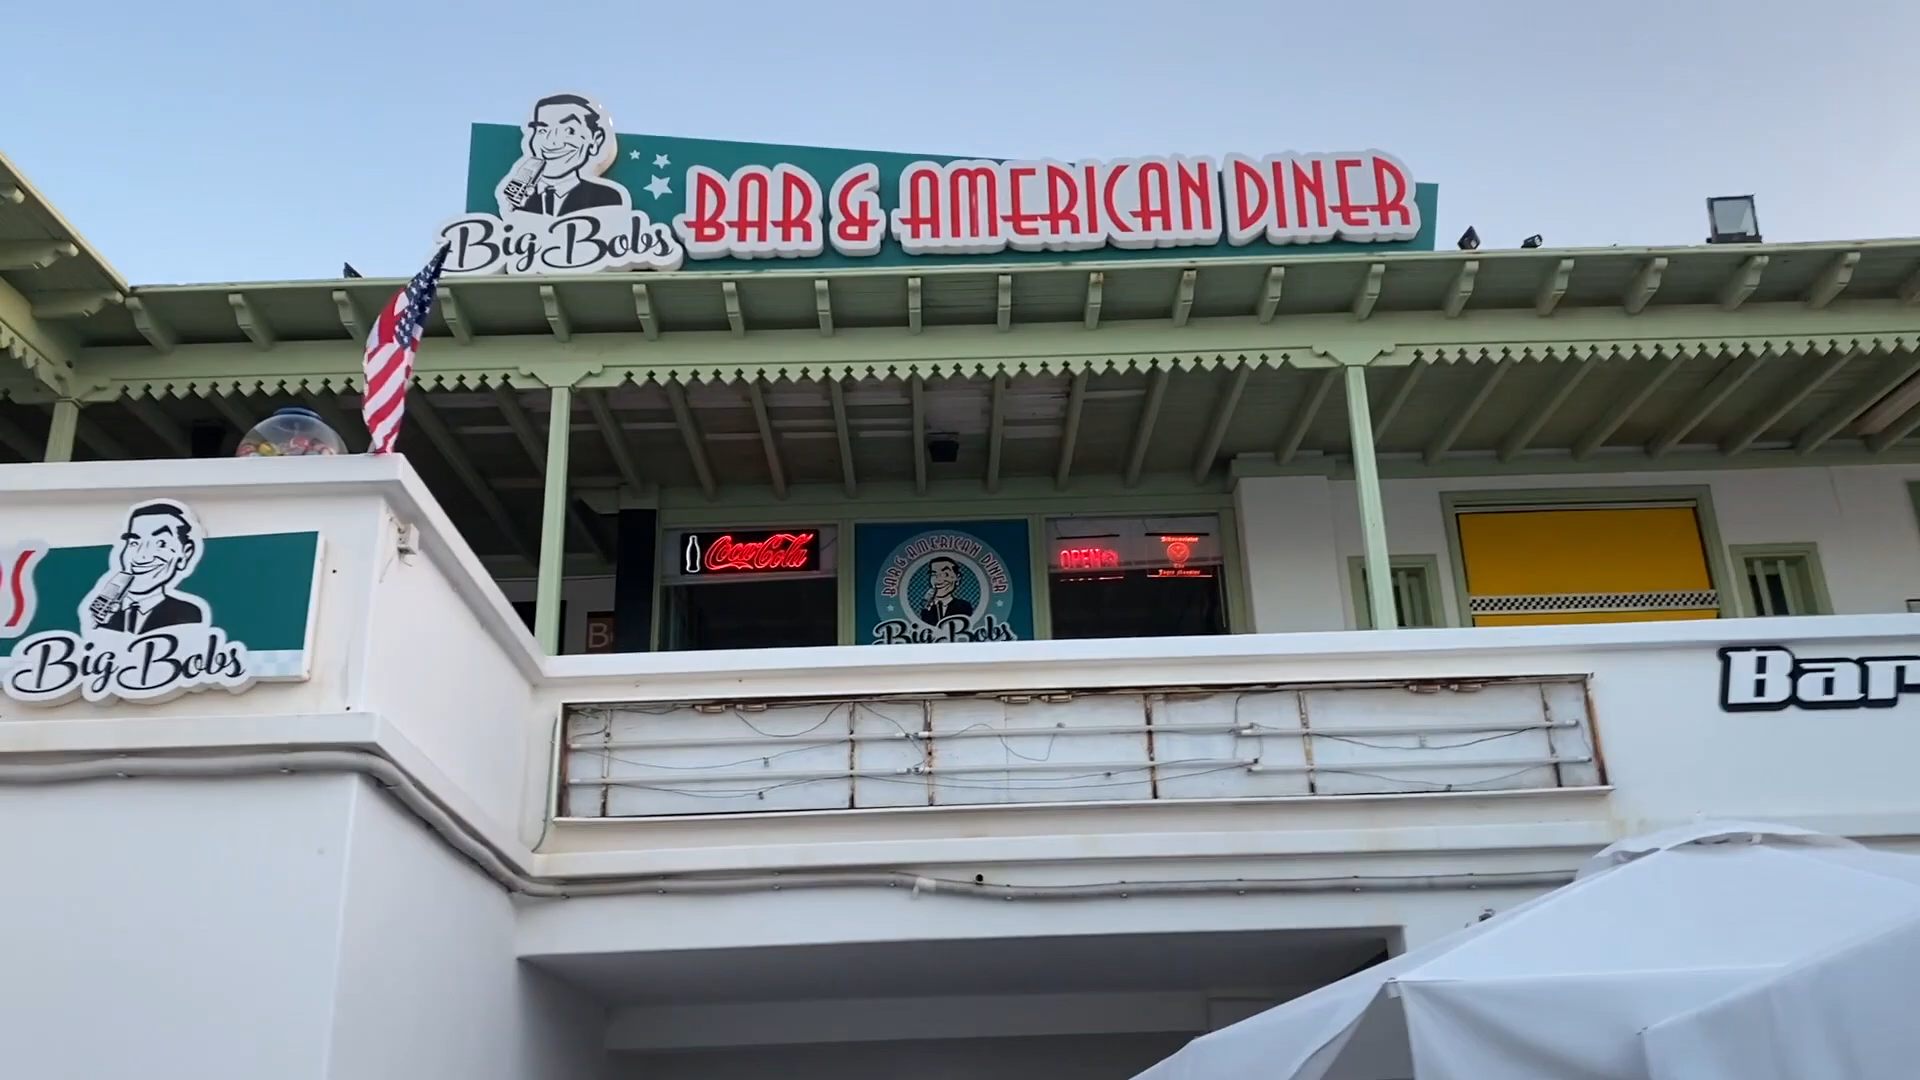 Big Bobs
BAR & AMERICAN DINER
Coca-Cola
BAR & AMERICAN DINER
Big Bobs
OPEN
Big Bobs
Bar